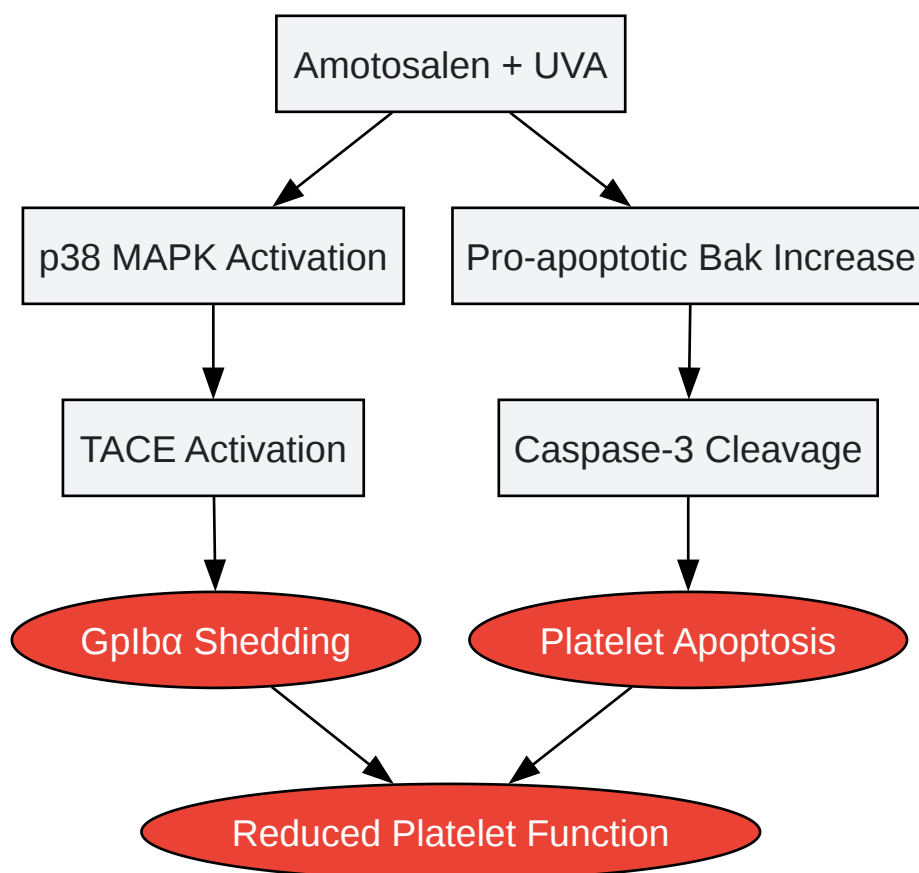 Amotosalen + UVA
p38 MAPK Activation
Pro-apoptotic Bak Increase
TACE Activation
Caspase-3 Cleavage
GpIbα Shedding
Platelet Apoptosis
Reduced Platelet Function